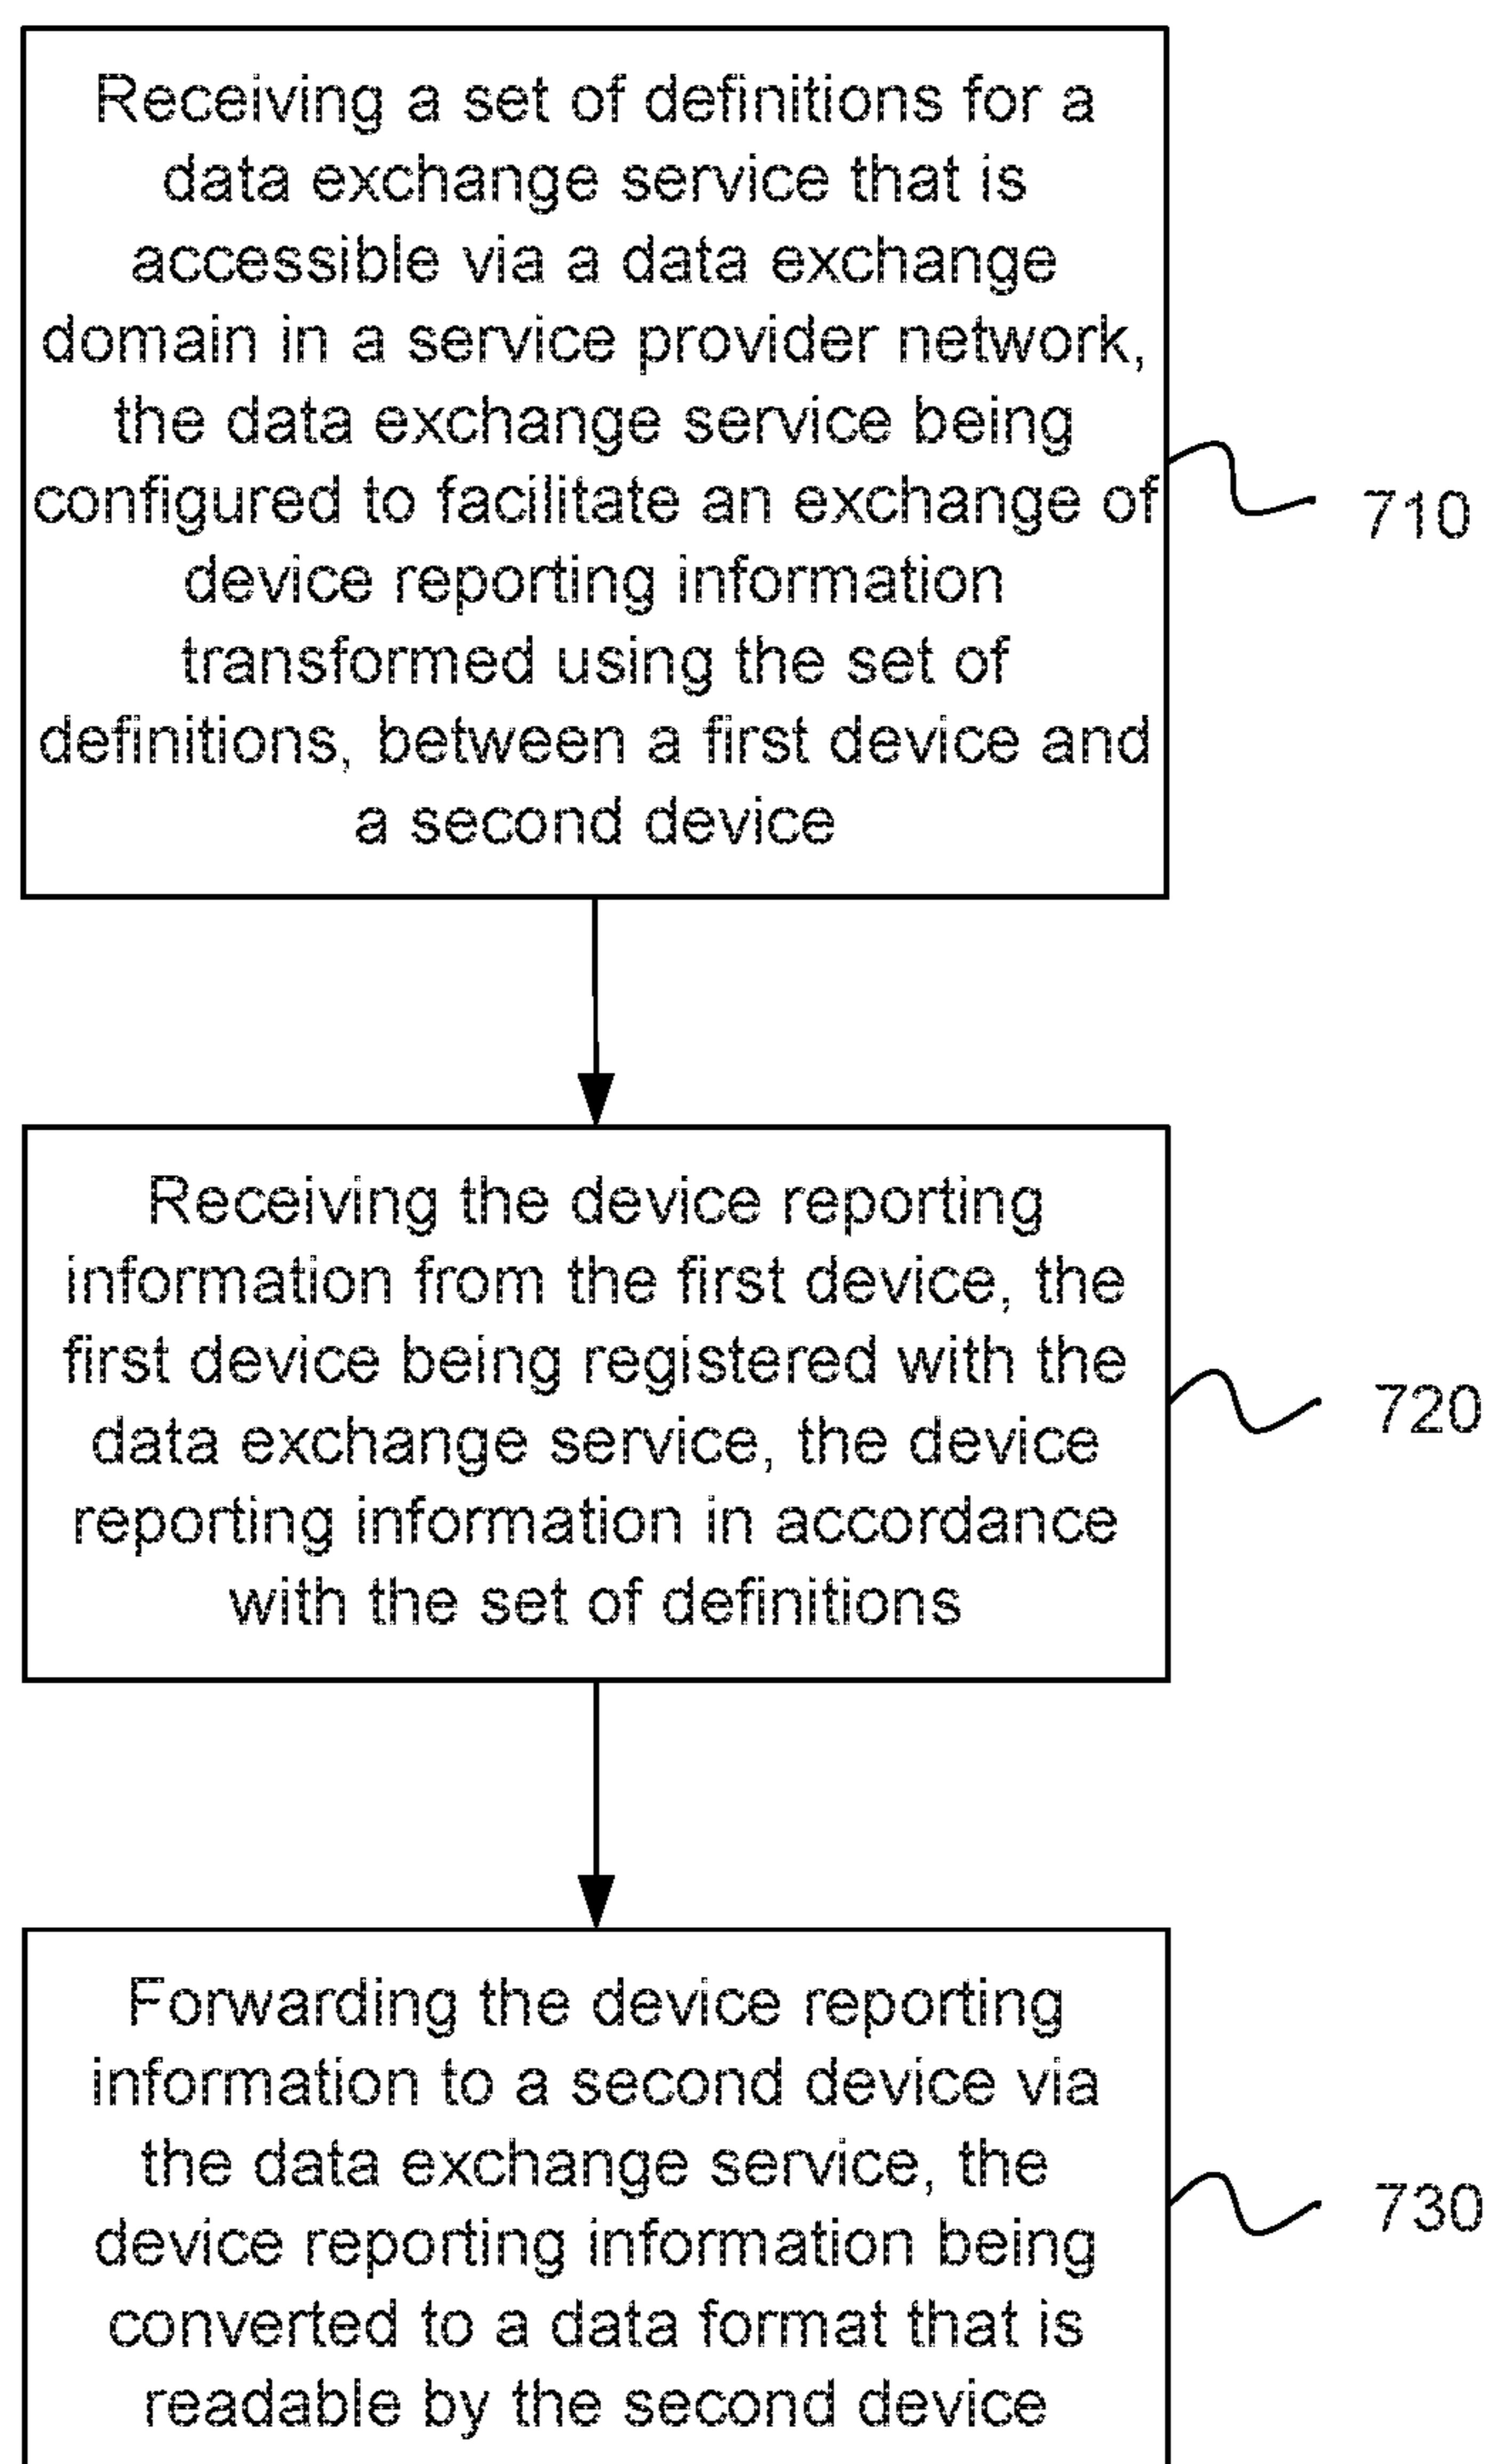 Receiving a set of definitions for a
data exchange service that is
accessible via a data exchange
domain in a service provider network,
the data exchange service being
configured to facilitate an exchange of
device reporting information
transformed using the set of
definitions, between a first device and
a second device
710
Receiving the device reporting
information from the first device, the
first device being registered with the
data exchange service, the device
reporting information in accordance
with the set of definitions
720
Forwarding the device reporting
information to a second device via
the data exchange service, the
device reporting information being
converted to a data format that is
readable by the second device
730